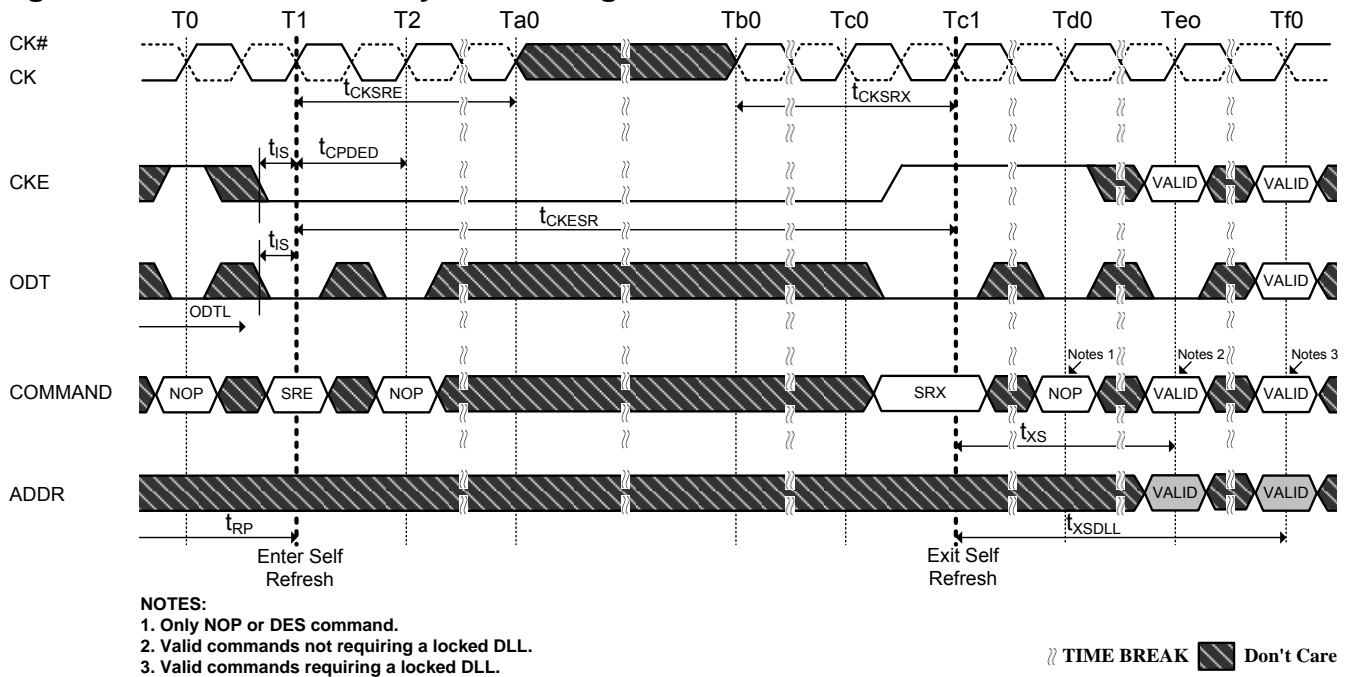 T0 T1 T2 Ta0 Tb0 Tc0 Tc1 Td0 Teo Tf0
CK#
CK
tCKSRE tCKSRX
tIS tCPDED
CKE VALID VALID
tCKESR
tIS
ODT VALID
ODTL
Notes 1 Notes 2 Notes 3
COMMAND NOP SRE NOP SRX NOP VALID VALID
tXS
ADDR VALID VALID
tRP tXSDLL
Enter Self
Refresh
Exit Self
Refresh
NOTES:
1. Only NOP or DES command.
2. Valid commands not requiring a locked DLL.
3. Valid commands requiring a locked DLL.
TIME BREAK Don't Care